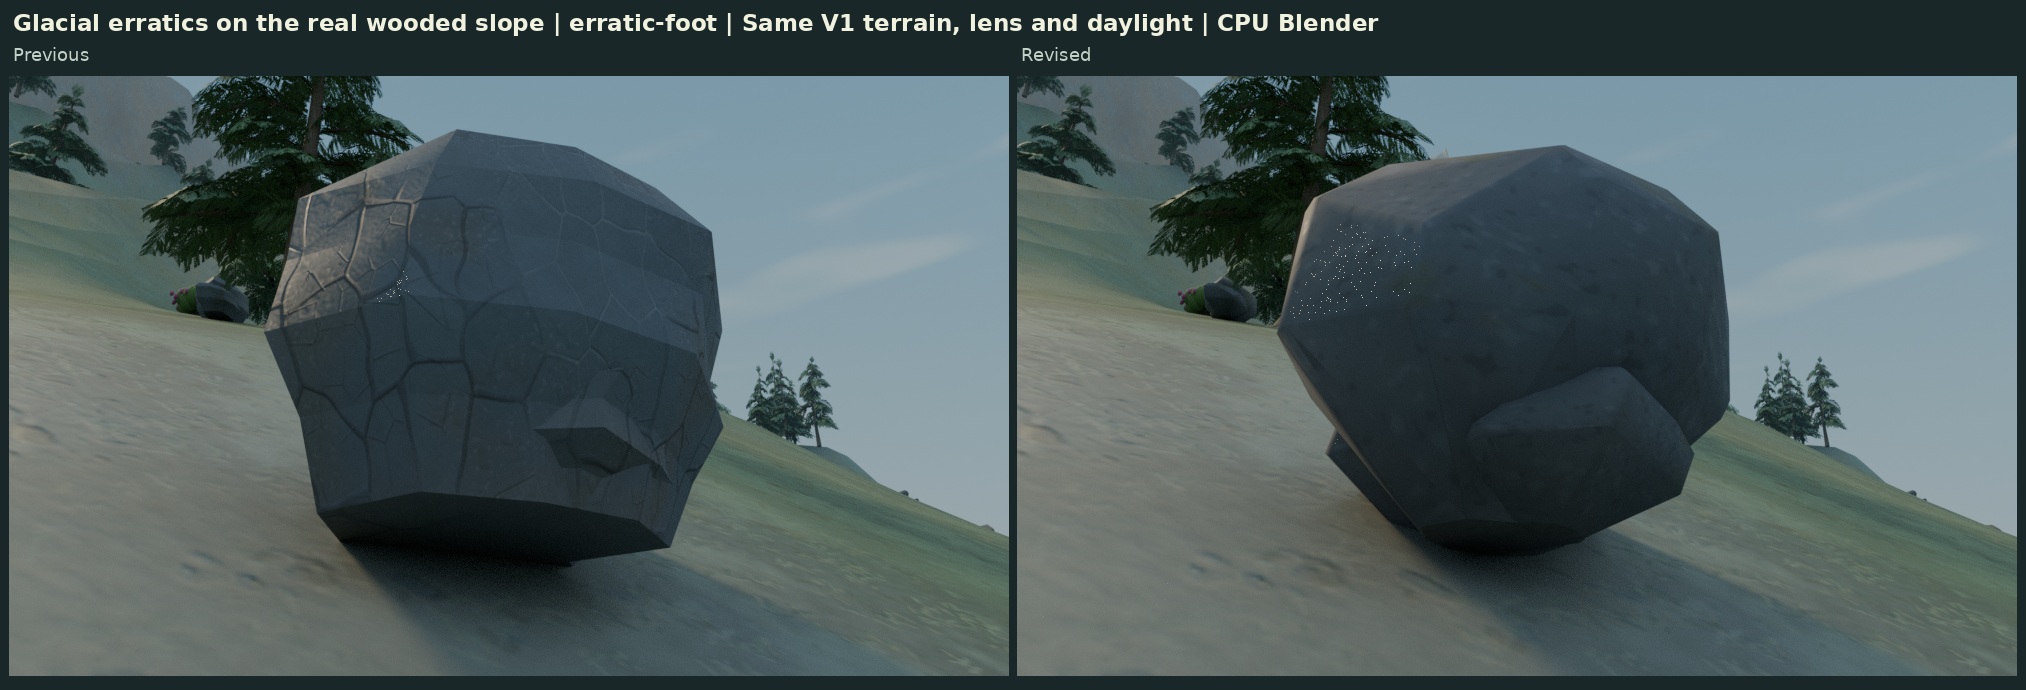 Glacial erratics on the real wooded slope | erratic-foot | Same V1 terrain, lens and daylight | CPU Blender
Previous
Revised